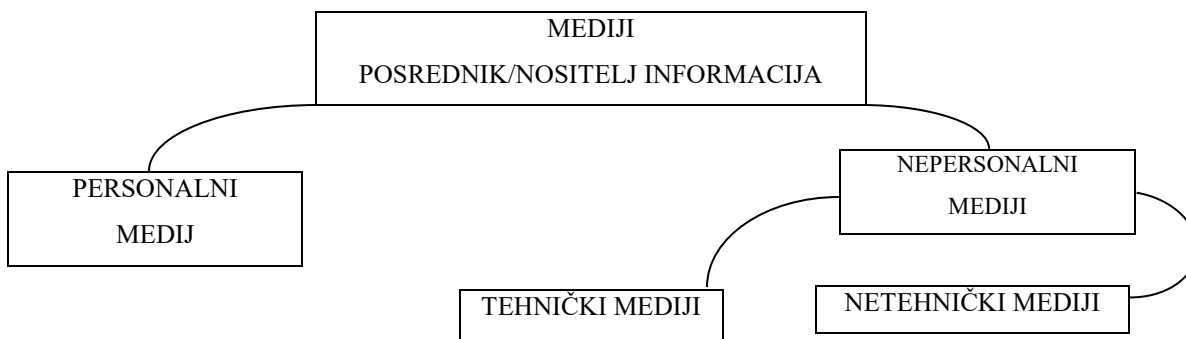 MEDIJI
POSREDNIK/NOSITELJ INFORMACIJA
PERSONALNI
MEDIJ
NEPERSONALNI
MEDIJI
TEHNIČKI MEDIJI
NETEHNIČKI MEDIJI